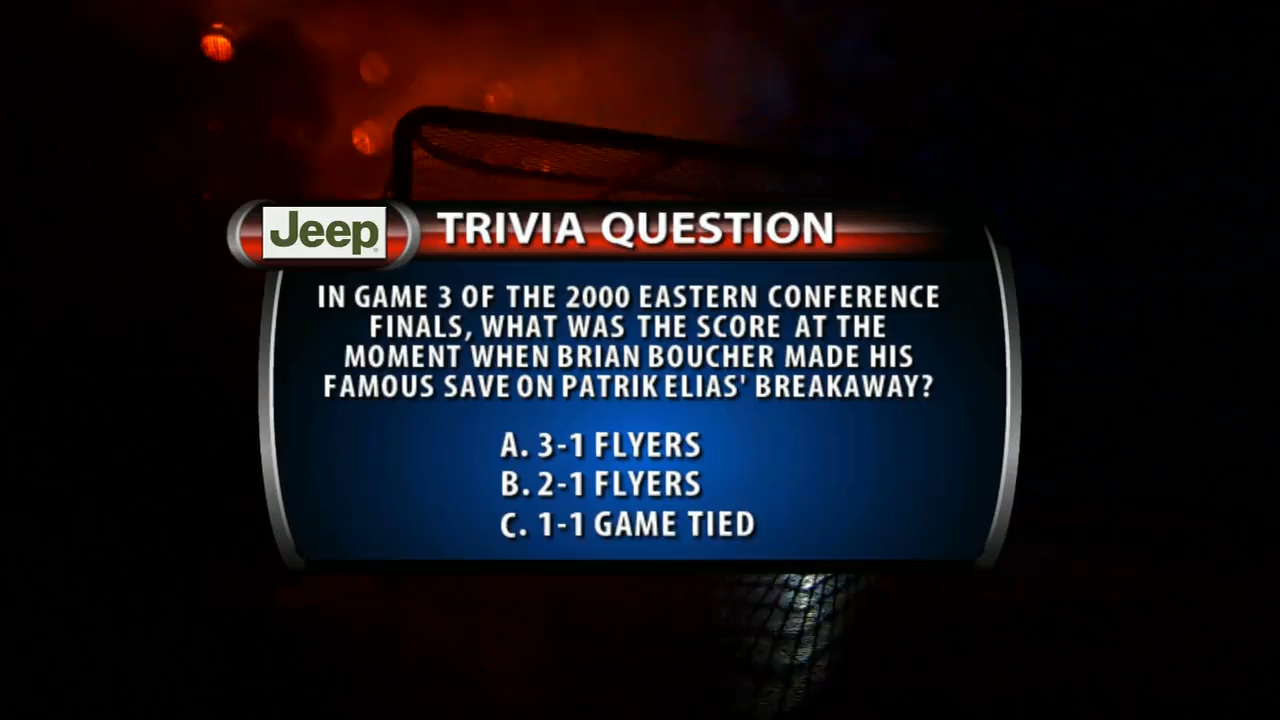 Jeep
TRIVIA QUESTION
IN GAME 3 OF THE 2000 EASTERN CONFERENCE
FINALS, WHAT WAS THE SCORE AT THE
MOMENT WHEN BRIAN BOUCHER MADE HIS
FAMOUS SAVE ON PATRIK ELIAS' BREAKAWAY?
A. 3-1 FLYERS
B. 2-1 FLYERS
C. 1-1 GAME TIED